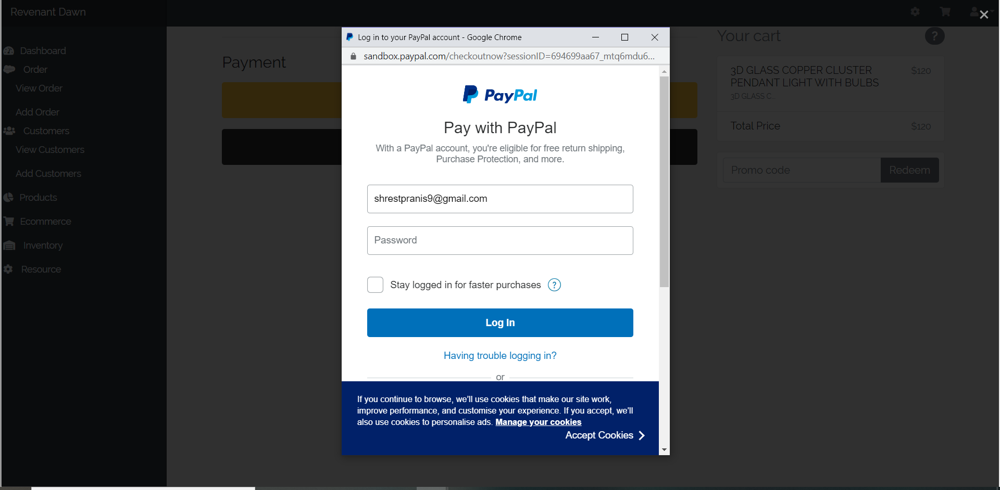 Revenant Dawn
Dashboard
Order
View Order
Add Order
Customers
View Customers
Add Customers
Products
Ecommerce
Inventory
Resource
Payment
Log in to your PayPal account - Google Chrome
sandbox.paypal.com/checkoutnow?sessionID=694699aa67_mtq6mdu6...
PayPal
Pay with PayPal
With a PayPal account, you're eligible for free return shipping,
Purchase Protection, and more.
shrestpranis9@gmail.com
Password
Stay logged in for faster purchases ?
Log In
Having trouble logging in?
or
If you continue to browse, we’ll use cookies that make our site work,
improve performance, and customise your experience. If you accept, we’ll
also use cookies to personalise ads. Manage your cookies
Accept Cookies
Your cart ?
3D GLASS COPPER CLUSTER $120
PENDANT LIGHT WITH BULBS
3D GLASS C...
Total Price $120
Promo code Redeem